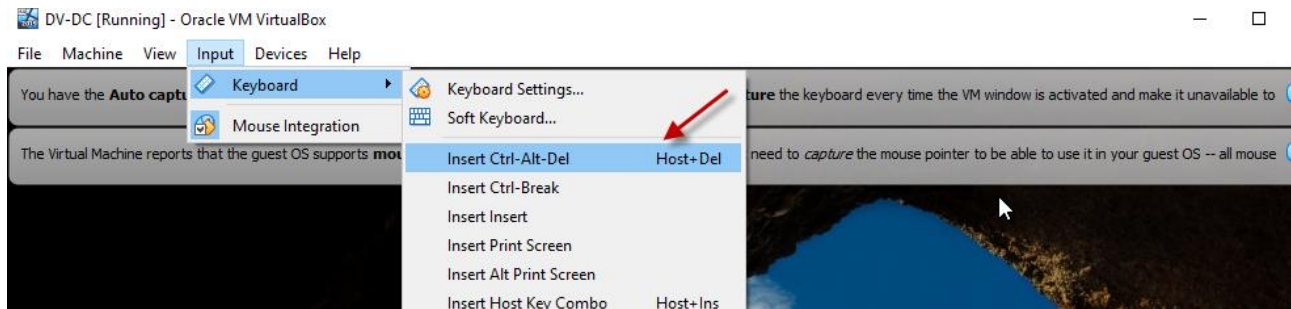 DV-DC [Running] - Oracle VM VirtualBox
File Machine View Input Devices Help
You have the Auto captu
Keyboard
Keyboard Settings...
ture the keyboard every time the VM window is activated and make it unavailable to
Mouse Integration
Soft Keyboard...
The Virtual Machine reports that the guest OS supports mou
Insert Ctrl-Alt-Del Host+Del
need to capture the mouse pointer to be able to use it in your guest OS -- all mouse
Insert Ctrl-Break
Insert Insert
Insert Print Screen
Insert Alt Print Screen
Insert Host Key Combo Host+Ins